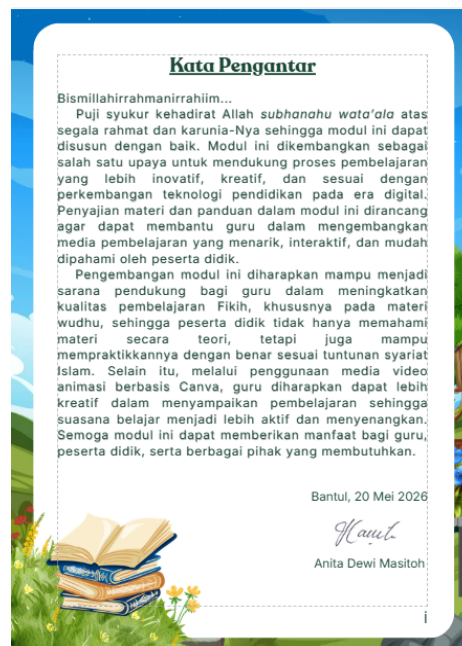 Kata Pengantar
Bismillahirrahmanirrahiim...
Puji syukur kehadirat Allah subhanahu wata'ala atas
segala rahmat dan karunia-Nya sehingga modul ini dapat
disusun dengan baik. Modul ini dikembangkan sebagai
salah satu upaya untuk mendukung proses pembelajaran
yang lebih inovatif, kreatif, dan sesuai dengan
perkembangan teknologi pendidikan pada era digital.
Penyajian materi dan panduan dalam modul ini dirancang
agar dapat membantu guru dalam mengembangkan
media pembelajaran yang menarik, interaktif, dan mudah
dipahami oleh peserta didik.
Pengembangan modul ini diharapkan mampu menjadi
sarana pendukung bagi guru dalam meningkatkan
kualitas pembelajaran Fikih, khususnya pada materi
wudhu, sehingga peserta didik tidak hanya memahami
materi secara teori, tetapi juga mampu
mempraktikkannya dengan benar sesuai tuntunan syariat
Islam. Selain itu, melalui penggunaan media video
animasi berbasis Canva, guru diharapkan dapat lebih
kreatif dalam menyampaikan pembelajaran sehingga
suasana belajar menjadi lebih aktif dan menyenangkan.
Semoga modul ini dapat memberikan manfaat bagi guru,
peserta didik, serta berbagai pihak yang membutuhkan.
Bantul, 20 Mei 2026
Anita Dewi Masitoh
i